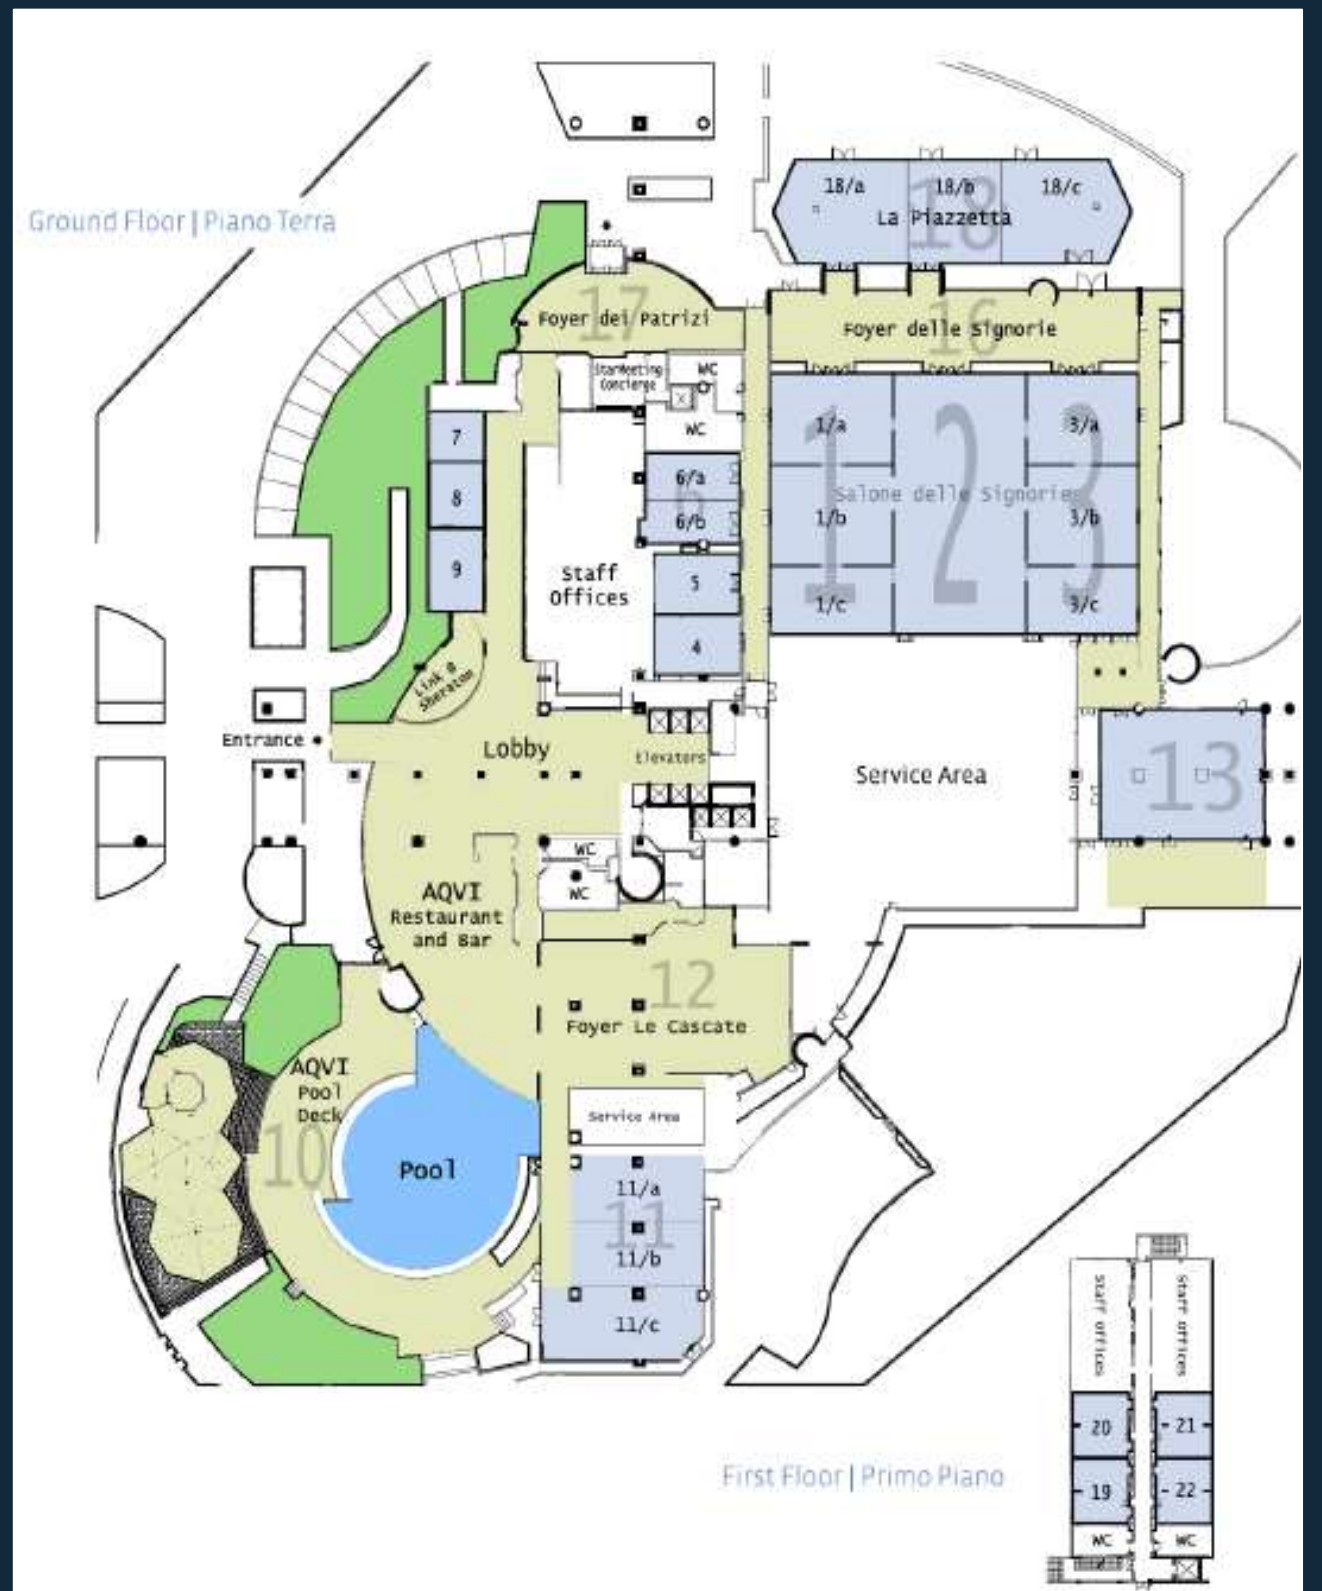 Ground Floor | Piano Terra
18/a
18/b
18/c
18
La Piazzetta
17
Foyer dei Patrizi
16
Foyer delle Signorie
StarMeeting
Concierge
WC
WC
7
8
9
6/a
6
6/b
5
4
Staff
Offices
1/a
1
1/b
1/c
2
Salone delle Signorie
3/a
3
3/b
3/c
Link @
Sheraton
Entrance
Lobby
Elevators
Service Area
13
WC
WC
AQVI
Restaurant
and Bar
12
Foyer Le Cascate
AQVI
Pool
Deck
10
Pool
Service Area
11/a
11
11/b
11/c
Staff Offices
Staff Offices
20
21
19
22
WC
WC
First Floor | Primo Piano